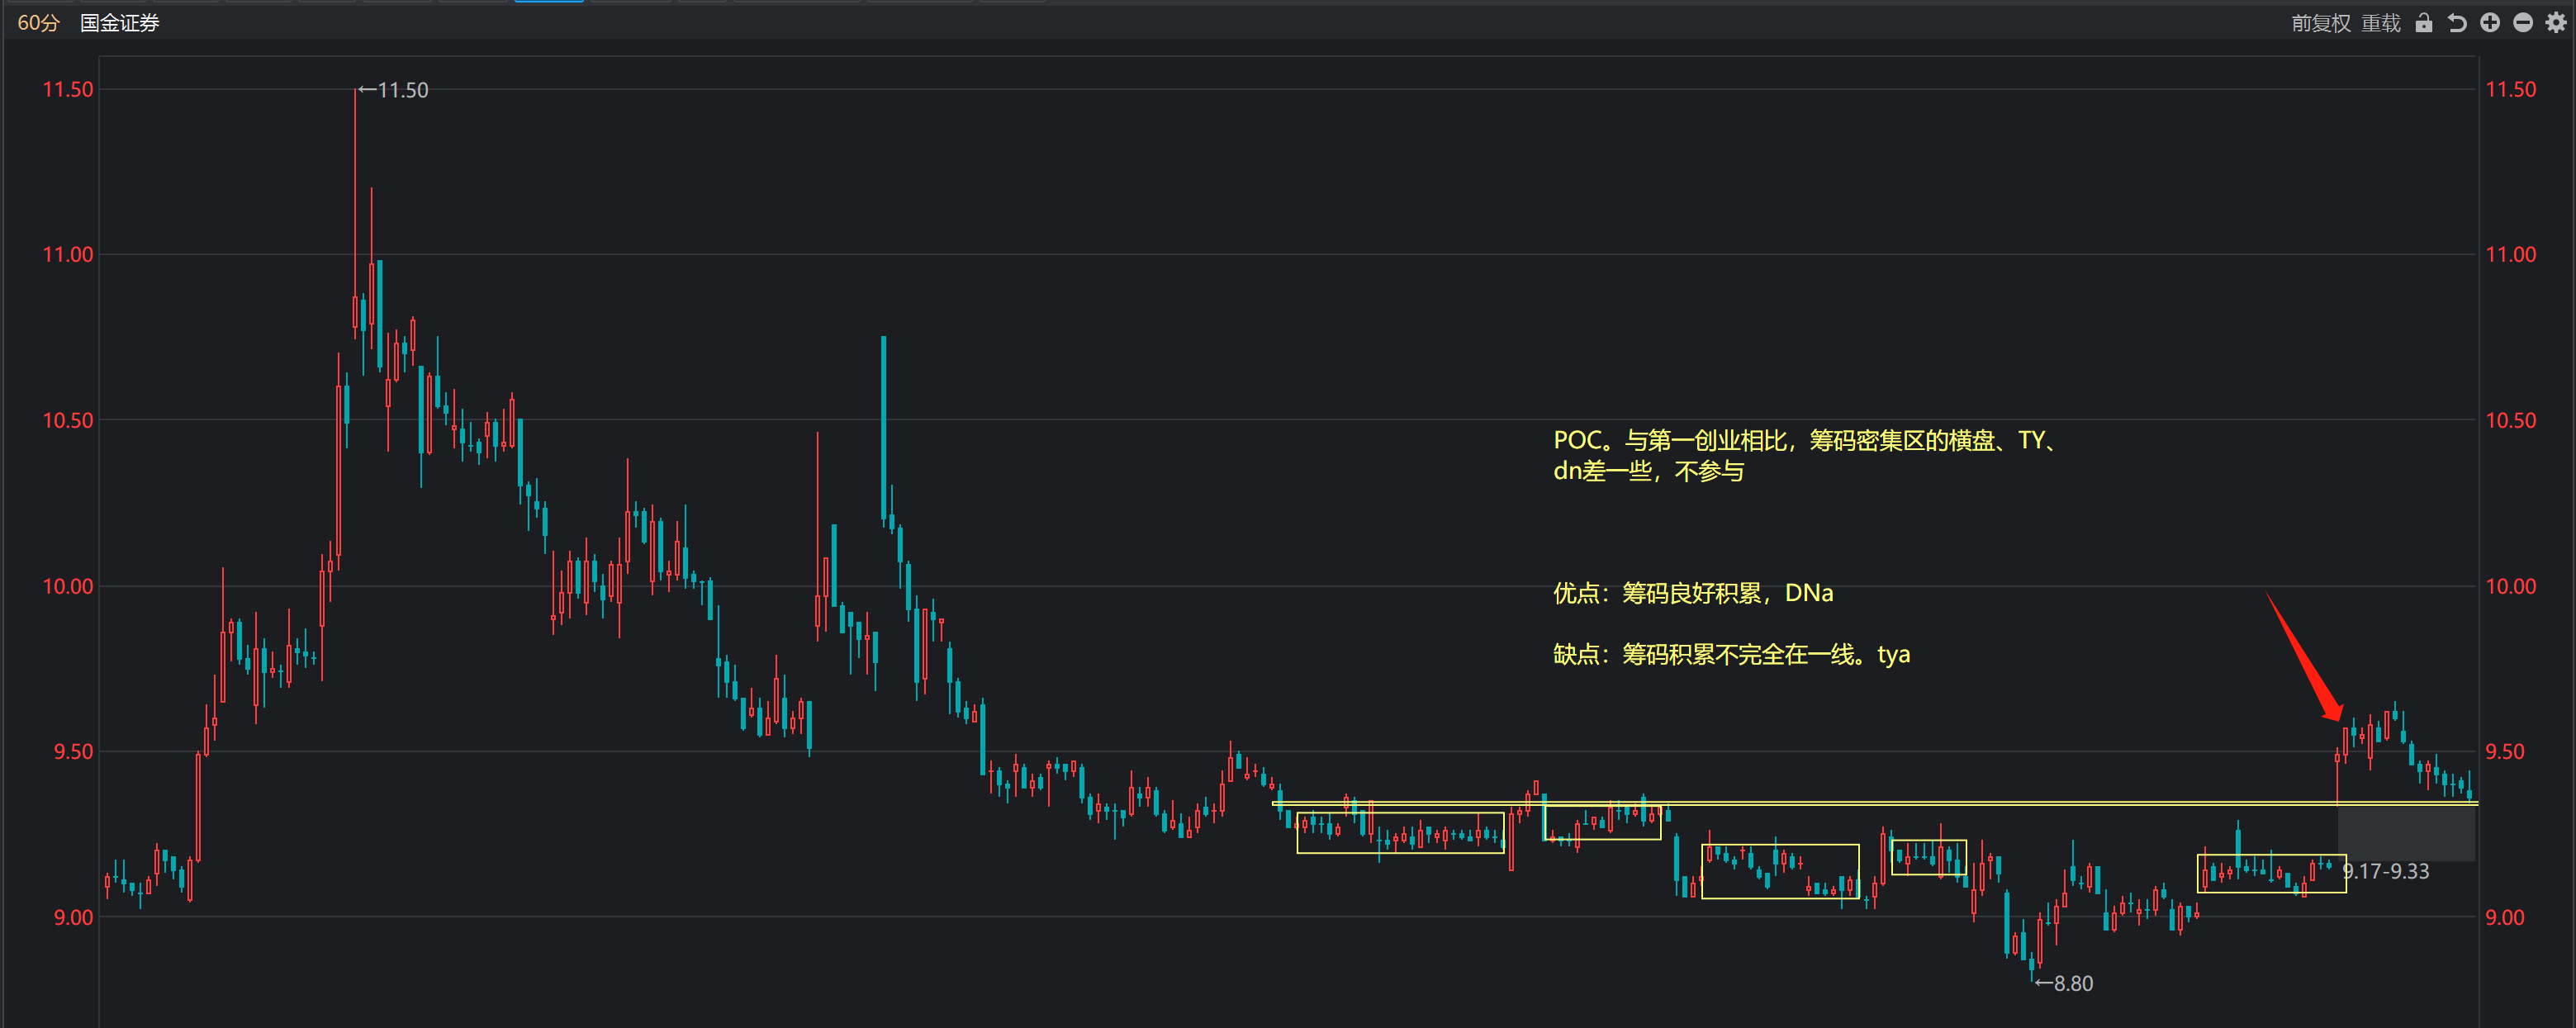 60分 国金证券 前复权 重载
11.50 ←11.50 11.50
11.00 11.00
10.50 10.50
POC。与第一创业相比，筹码密集区的横盘、TY、
dn差一些，不参与
10.00 10.00
优点：筹码良好积累，DNa
缺点：筹码积累不完全在一线。tya
9.50 9.50
9.17-9.33
9.00 9.00
←8.80